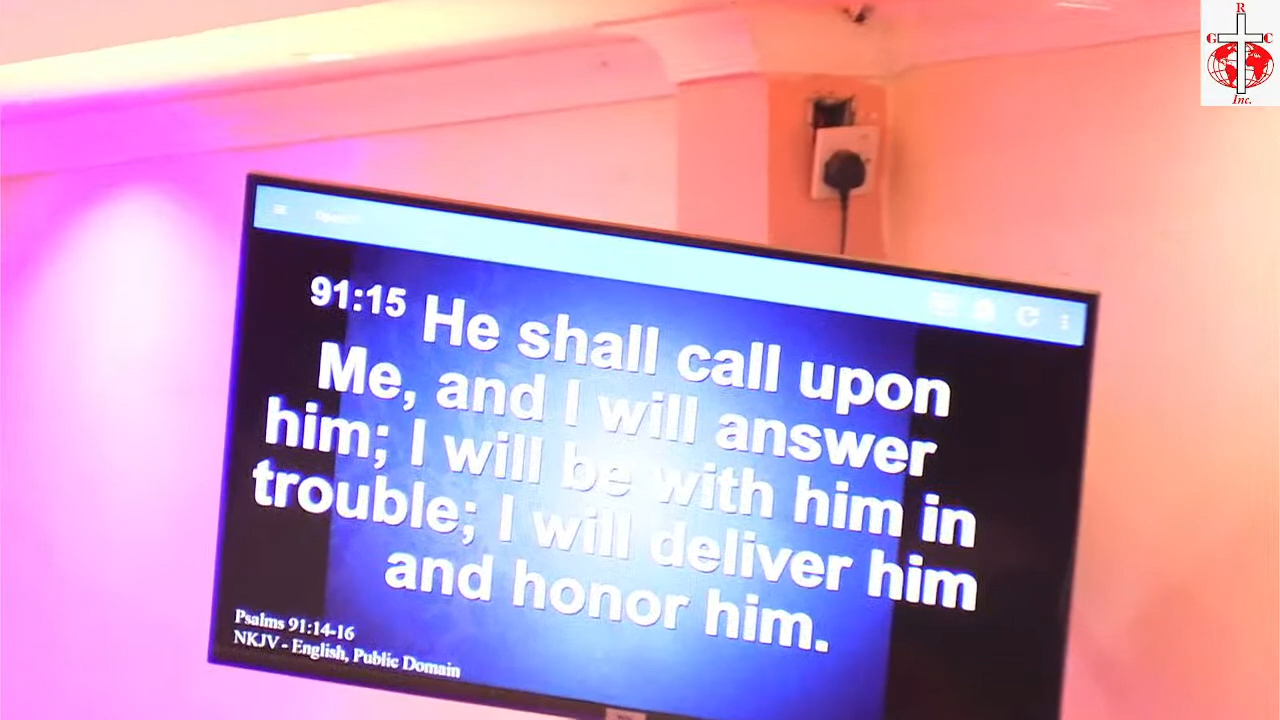 R
G C
Inc.
91:15 He shall call upon
Me, and I will answer
him; I will be with him in
trouble; I will deliver him
and honor him.
Psalms 91:14-16
NKJV - English, Public Domain